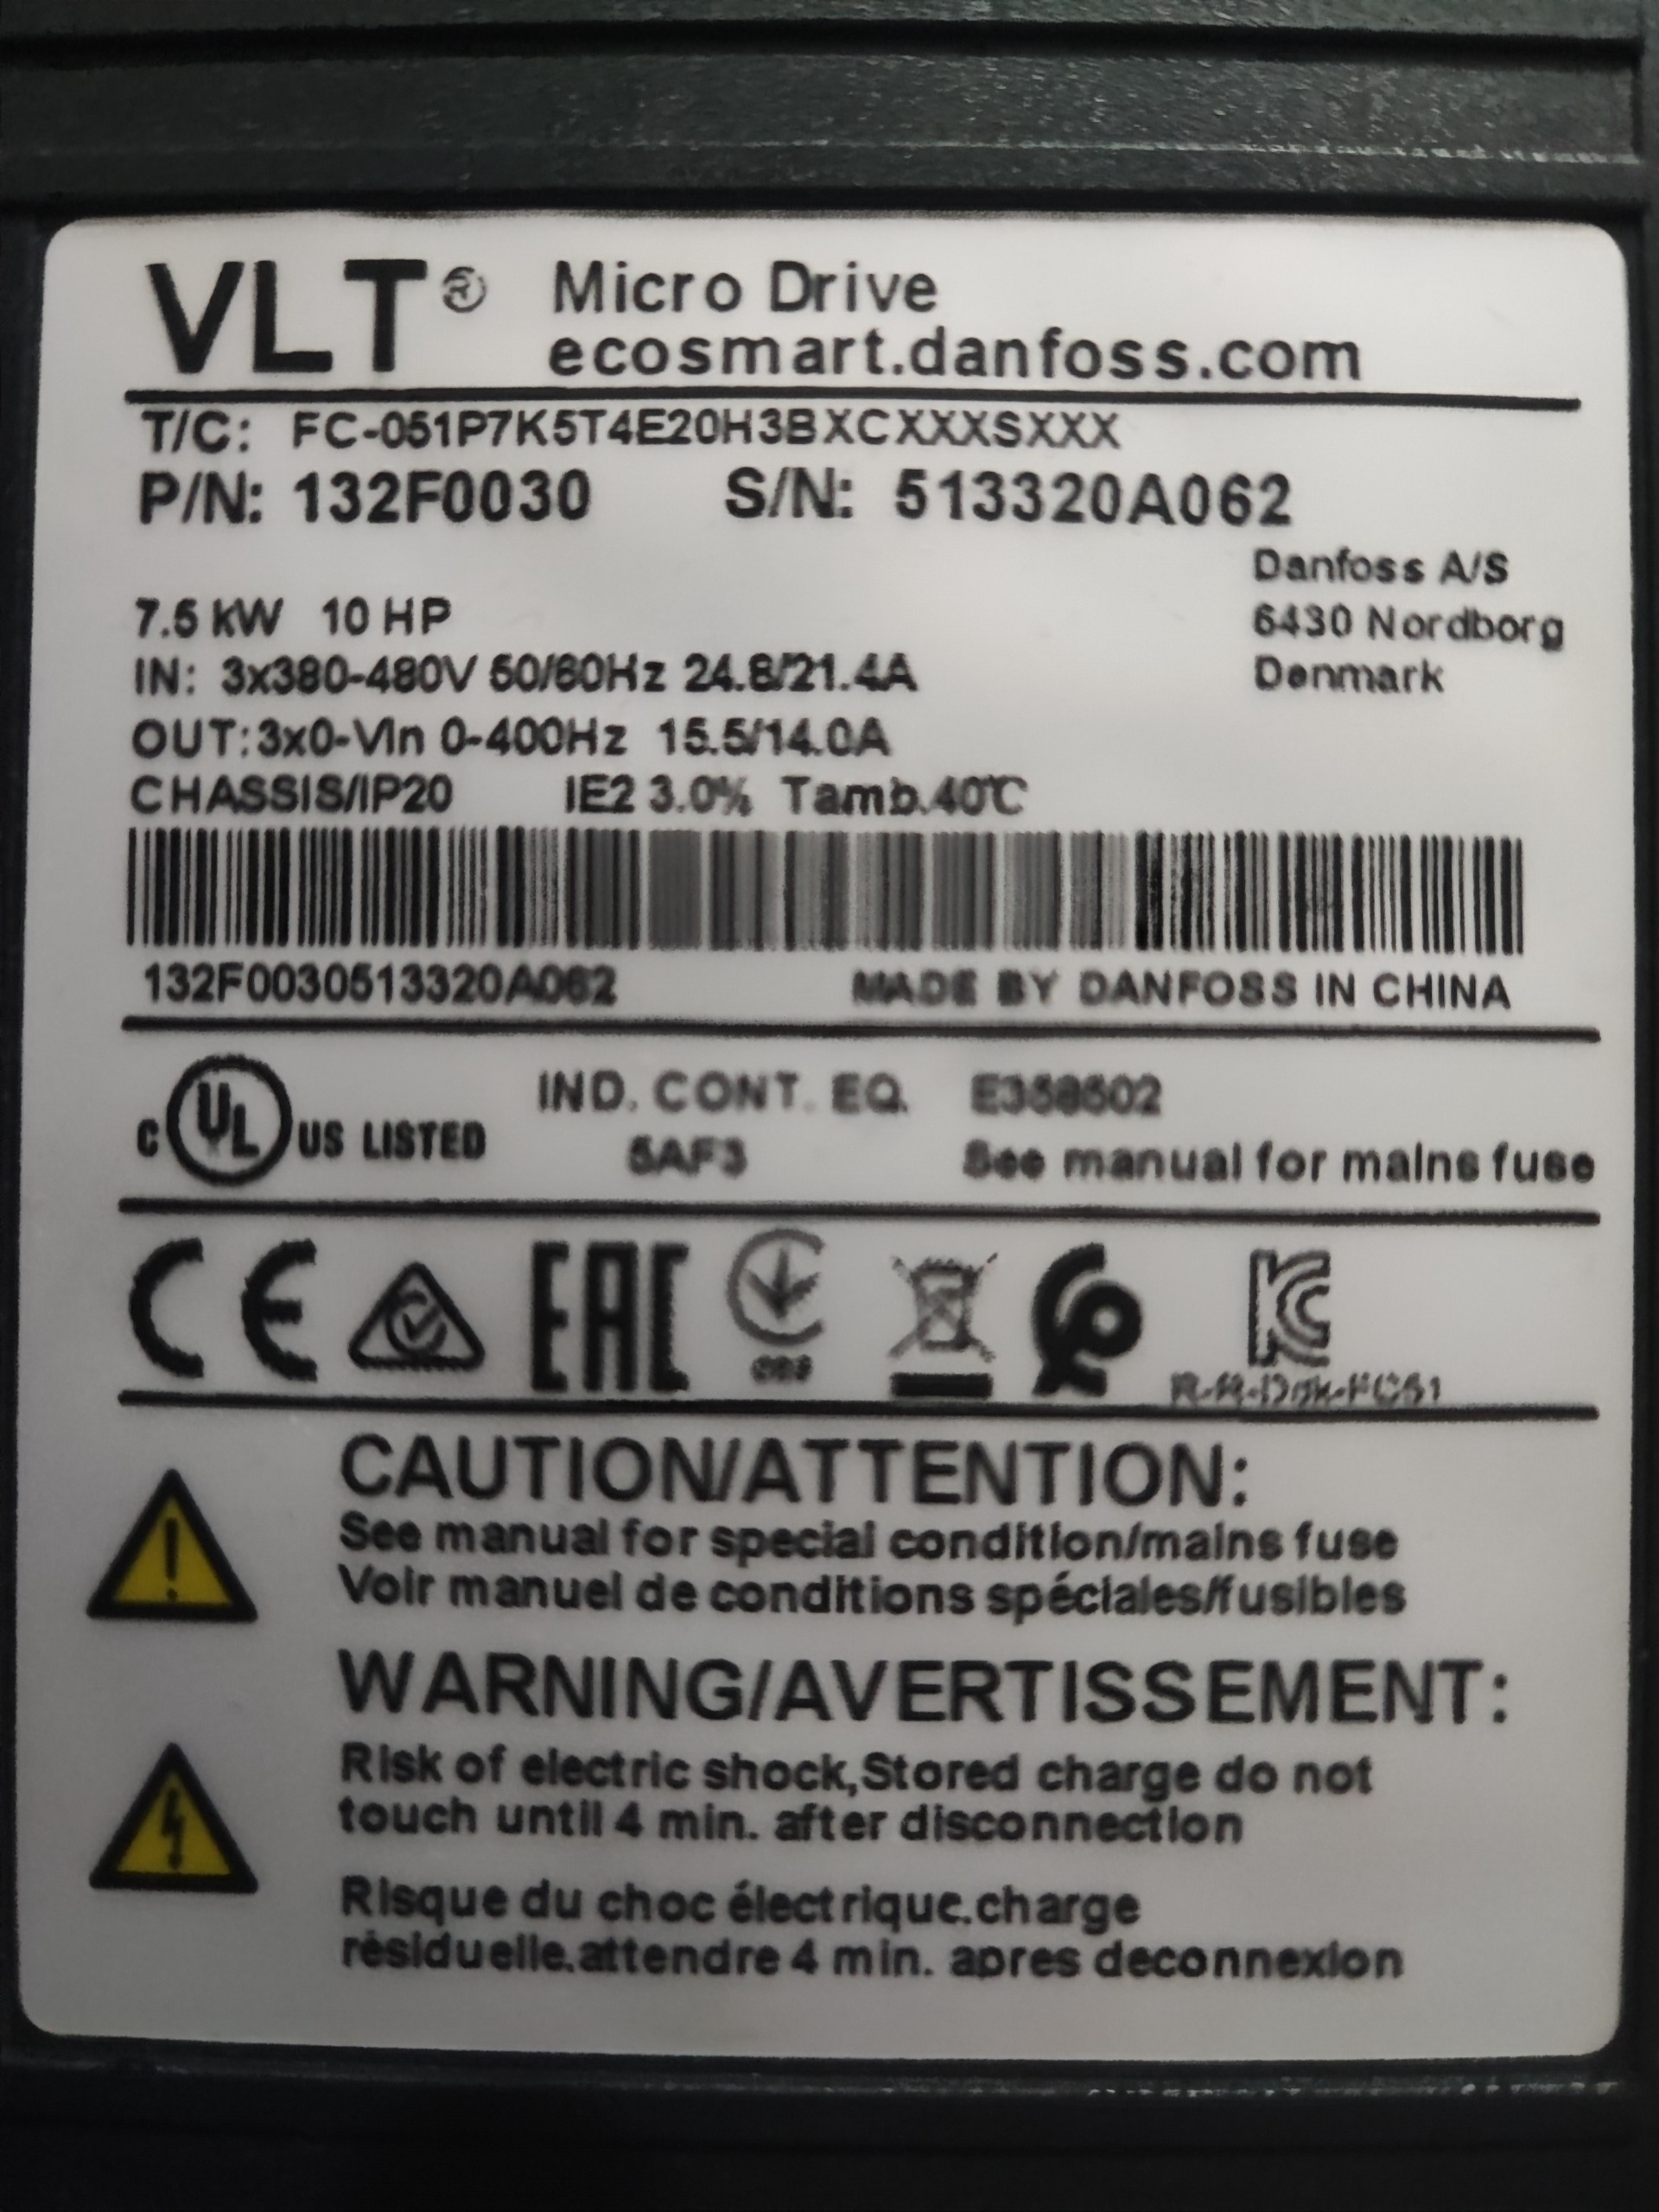 VLT® Micro Drive
ecosmart.danfoss.com
T/C: FC-051P7K5T4E20H3BXCXXXSXXX
P/N: 132F0030 S/N: 513320A062
Danfoss A/S
6430 Nordborg
Denmark
7.5 kW 10 HP
IN: 3x380-480V 50/60Hz 24.8/21.4A
OUT:3x0-Vin 0-400Hz 15.5/14.0A
CHASSIS/IP20 IE2 3.0% Tamb.40℃
132F0030513320A062 MADE BY DANFOSS IN CHINA
C UL US LISTED
IND. CONT. EQ. E358502
5AF3 See manual for mains fuse
CE EAC
CAUTION/ATTENTION:
See manual for special condition/mains fuse
Voir manuel de conditions spéciales/fusibles
WARNING/AVERTISSEMENT:
Risk of electric shock,Stored charge do not
touch until 4 min. after disconnection
Risque du choc électrique.charge
résiduelle.attendre 4 min. apres deconnexion